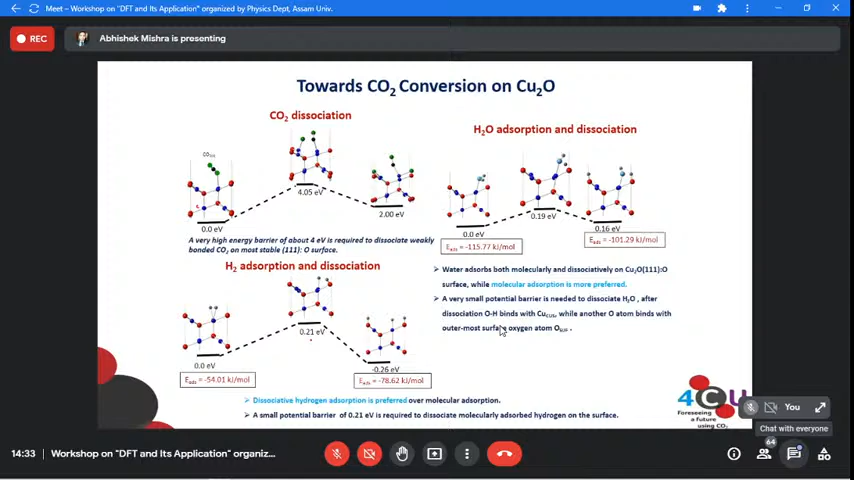 Meet – Workshop on "DFT and Its Application" organized by Physics Dept, Assam Univ.
REC
Abhishek Mishra is presenting
Towards CO2 Conversion on Cu2O
CO2 dissociation
4.05 eV
0.0 eV
2.00 eV
A very high energy barrier of about 4 eV is required to dissociate weakly
bonded CO2 on most stable (111): O surface.
H2O adsorption and dissociation
0.0 eV
0.19 eV
0.16 eV
Eads = -115.77 kJ/mol
Eads = -101.29 kJ/mol
H2 adsorption and dissociation
0.0 eV
0.21 eV
-0.26 eV
Eads = -54.01 kJ/mol
Eads = -78.62 kJ/mol
➢ Water adsorbs both molecularly and dissociatively on Cu2O(111):O
surface, while molecular adsorption is more preferred.
➢ A very small potential barrier is needed to dissociate H2O , after
dissociation O-H binds with CuCUS, while another O atom binds with
outer-most surface oxygen atom OSUF .
➢ Dissociative hydrogen adsorption is preferred over molecular adsorption.
➢ A small potential barrier of 0.21 eV is required to dissociate molecularly adsorbed hydrogen on the surface.
4CU
Foreseeing
a Future
using CO2
You
Chat with everyone
64
14:33
Workshop on "DFT and Its Application" organiz...